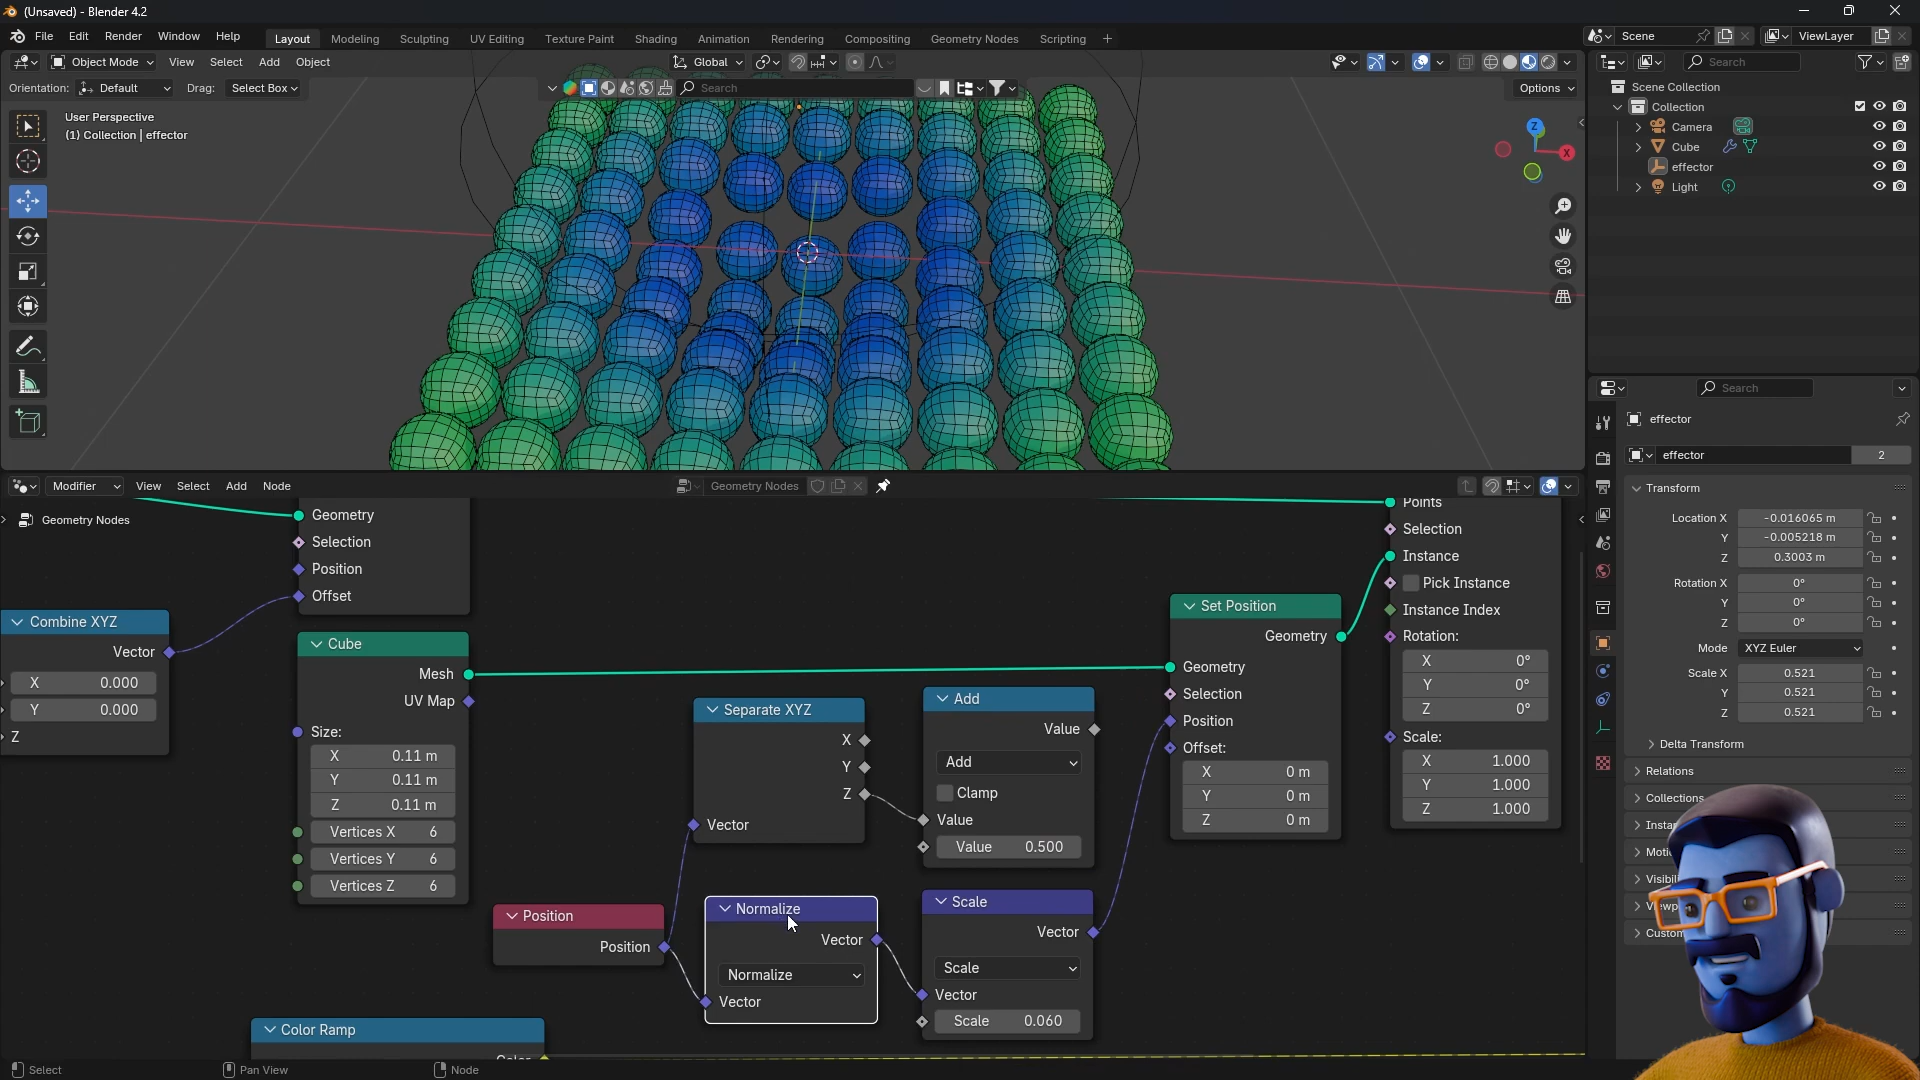 (Unsaved) - Blender 4.2
File Edit Render Window Help Layout Modeling Sculpting UV Editing Texture Paint Shading Animation Rendering Compositing Geometry Nodes Scripting + Scene ViewLayer
Object Mode View Select Add Object Global Search
Orientation: Default Drag: Select Box Search Options
User Perspective
(1) Collection | effector
Z
X
Scene Collection
Collection
Camera
Cube
effector
Light
Search
effector
effector 2
Transform
Location X -0.016065 m
Y -0.005218 m
Z 0.3003 m
Rotation X 0°
Y 0°
Z 0°
Mode XYZ Euler
Scale X 0.521
Y 0.521
Z 0.521
Delta Transform
Relations
Collections
Modifier View Select Add Node Geometry Nodes
Geometry Nodes
Geometry
Selection
Position
Offset
Combine XYZ
Vector
X 0.000
Y 0.000
Z
Cube
Mesh
UV Map
Size:
X 0.11 m
Y 0.11 m
Z 0.11 m
Vertices X 6
Vertices Y 6
Vertices Z 6
Separate XYZ
X
Y
Z
Vector
Add
Value
Add
Clamp
Value
Value 0.500
Position
Position
Normalize
Vector
Normalize
Vector
Scale
Vector
Scale
Vector
Scale 0.060
Set Position
Geometry
Geometry
Selection
Position
Offset:
X 0 m
Y 0 m
Z 0 m
Points
Selection
Instance
Pick Instance
Instance Index
Rotation:
X 0°
Y 0°
Z 0°
Scale:
X 1.000
Y 1.000
Z 1.000
Color Ramp
Select Pan View Node